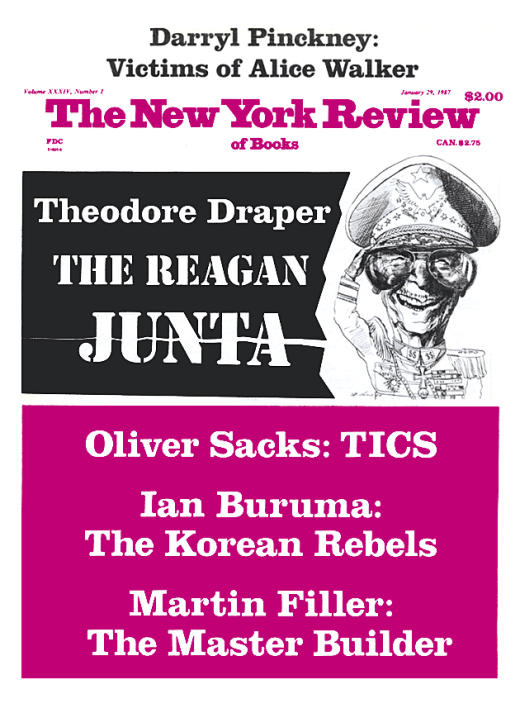 Darryl Pinckney:
Victims of Alice Walker
Volume XXXIV, Number 1
January 29, 1987
$2.00
The New York Review
FDC
of Books
CAN. $2.75
Theodore Draper
THE REAGAN
JUNTA
Oliver Sacks: TICS
Ian Buruma:
The Korean Rebels
Martin Filler:
The Master Builder